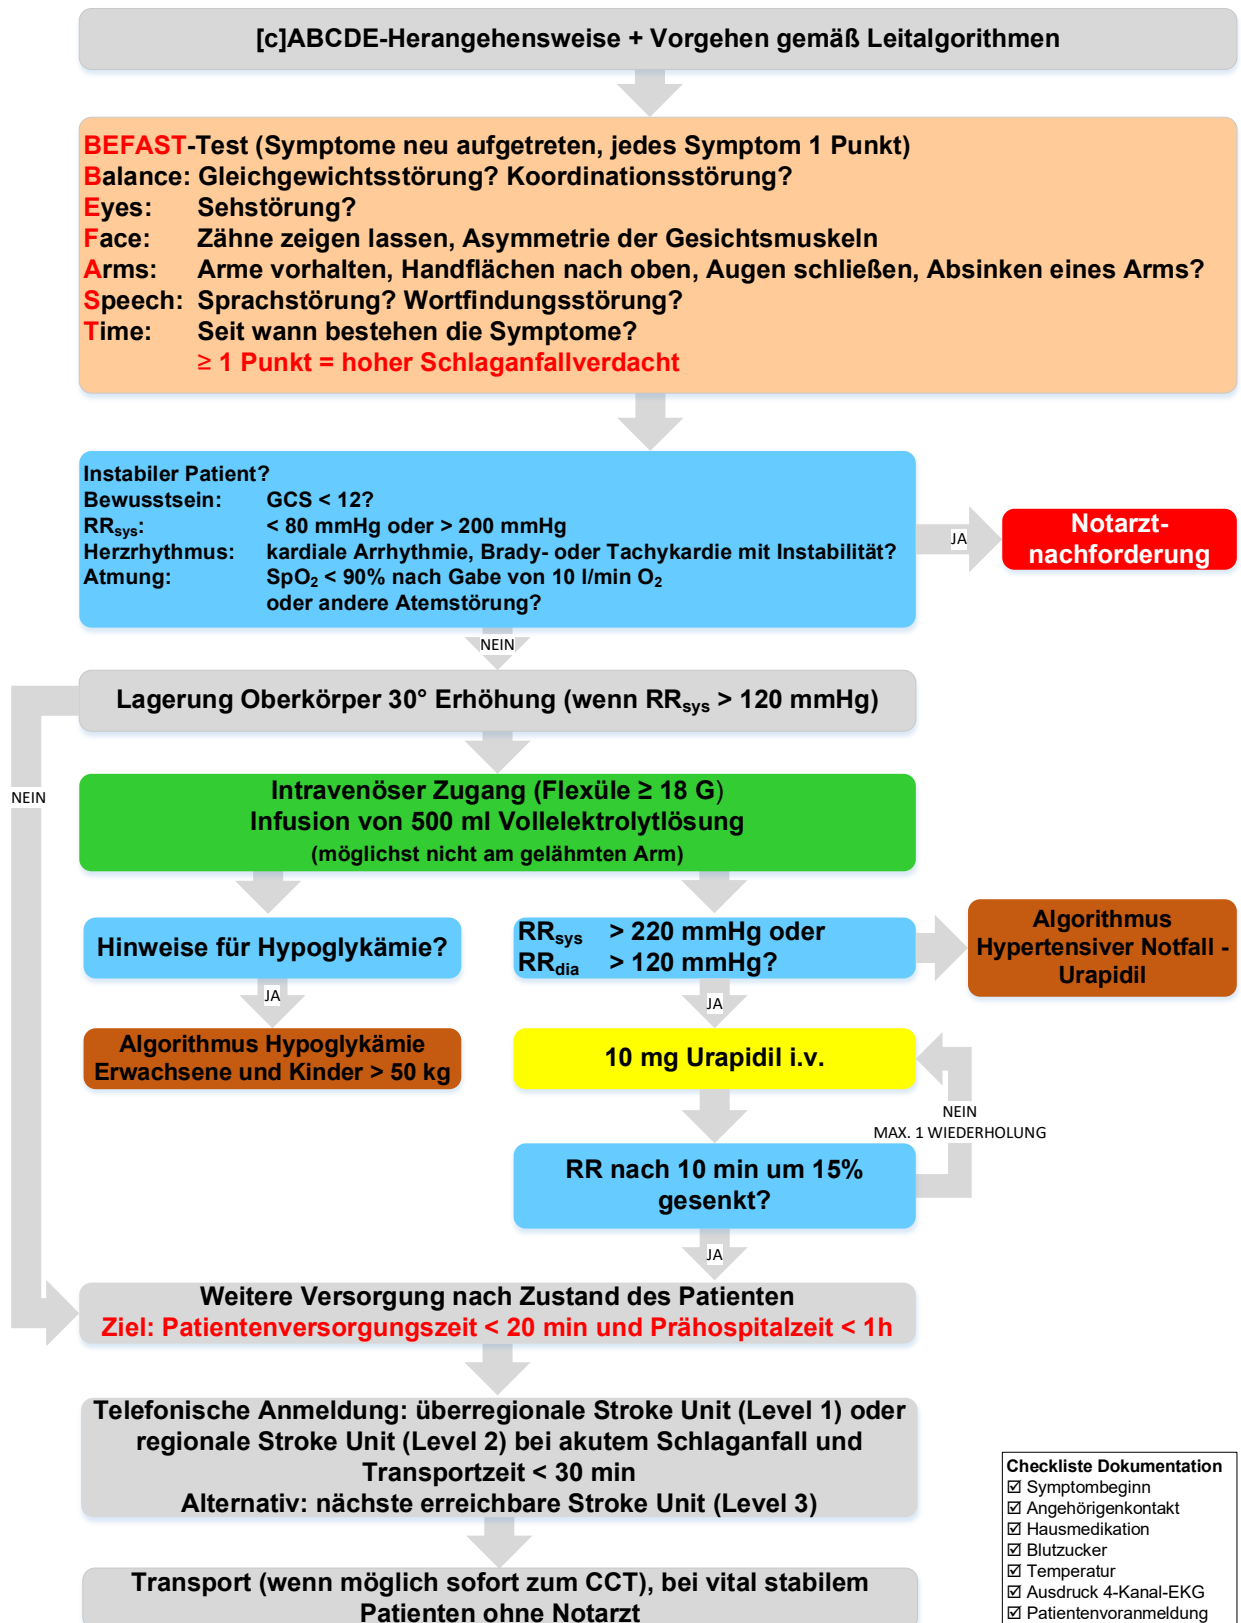 [c]ABCDE-Herangehensweise + Vorgehen gemäß Leitalgorithmen
BEFAST-Test (Symptome neu aufgetreten, jedes Symptom 1 Punkt)
Balance: Gleichgewichtsstörung? Koordinationsstörung?
Eyes: Sehstörung?
Face: Zähne zeigen lassen, Asymmetrie der Gesichtsmuskeln
Arms: Arme vorhalten, Handflächen nach oben, Augen schließen, Absinken eines Arms?
Speech: Sprachstörung? Wortfindungsstörung?
Time: Seit wann bestehen die Symptome?
≥ 1 Punkt = hoher Schlaganfallverdacht
Instabiler Patient?
Bewusstsein: GCS < 12?
RRsys: < 80 mmHg oder > 200 mmHg
Herzrhythmus: kardiale Arrhythmie, Brady- oder Tachykardie mit Instabilität?
Atmung: SpO2 < 90% nach Gabe von 10 l/min O2
oder andere Atemstörung?
JA
Notarzt-
nachforderung
NEIN
Lagerung Oberkörper 30° Erhöhung (wenn RRsys > 120 mmHg)
NEIN
Intravenöser Zugang (Flexüle ≥ 18 G)
Infusion von 500 ml Vollelektrolytlösung
(möglichst nicht am gelähmten Arm)
Hinweise für Hypoglykämie?
RRsys > 220 mmHg oder
RRdia > 120 mmHg?
Algorithmus
Hypertensiver Notfall -
Urapidil
JA
JA
Algorithmus Hypoglykämie
Erwachsene und Kinder > 50 kg
10 mg Urapidil i.v.
NEIN
MAX. 1 WIEDERHOLUNG
RR nach 10 min um 15%
gesenkt?
JA
Weitere Versorgung nach Zustand des Patienten
Ziel: Patientenversorgungszeit < 20 min und Prähospitalzeit < 1h
Telefonische Anmeldung: überregionale Stroke Unit (Level 1) oder
regionale Stroke Unit (Level 2) bei akutem Schlaganfall und
Transportzeit < 30 min
Alternativ: nächste erreichbare Stroke Unit (Level 3)
Transport (wenn möglich sofort zum CCT), bei vital stabilem
Patienten ohne Notarzt
Checkliste Dokumentation
☑ Symptombeginn
☑ Angehörigenkontakt
☑ Hausmedikation
☑ Blutzucker
☑ Temperatur
☑ Ausdruck 4-Kanal-EKG
☑ Patientenvoranmeldung